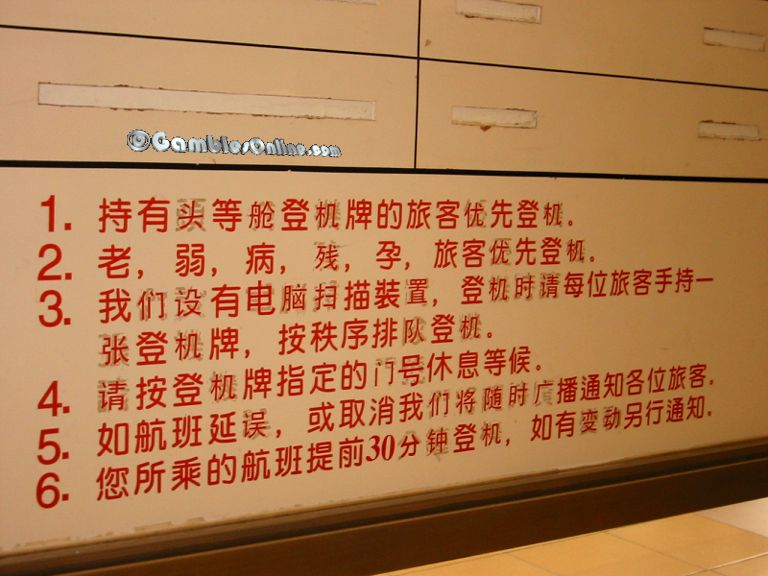 ©GamblesOnline.com
1. 持有头等舱登机牌的旅客优先登机.
2. 老, 弱, 病, 残, 孕, 旅客优先登机.
3. 我们设有电脑扫描装置, 登机时请每位旅客手持一
张登机牌, 按秩序排队登机.
4. 请按登机牌指定的门号休息等候.
5. 如航班延误, 或取消我们将随时广播通知各位旅客.
6. 您所乘的航班提前30分钟登机, 如有变动另行通知.